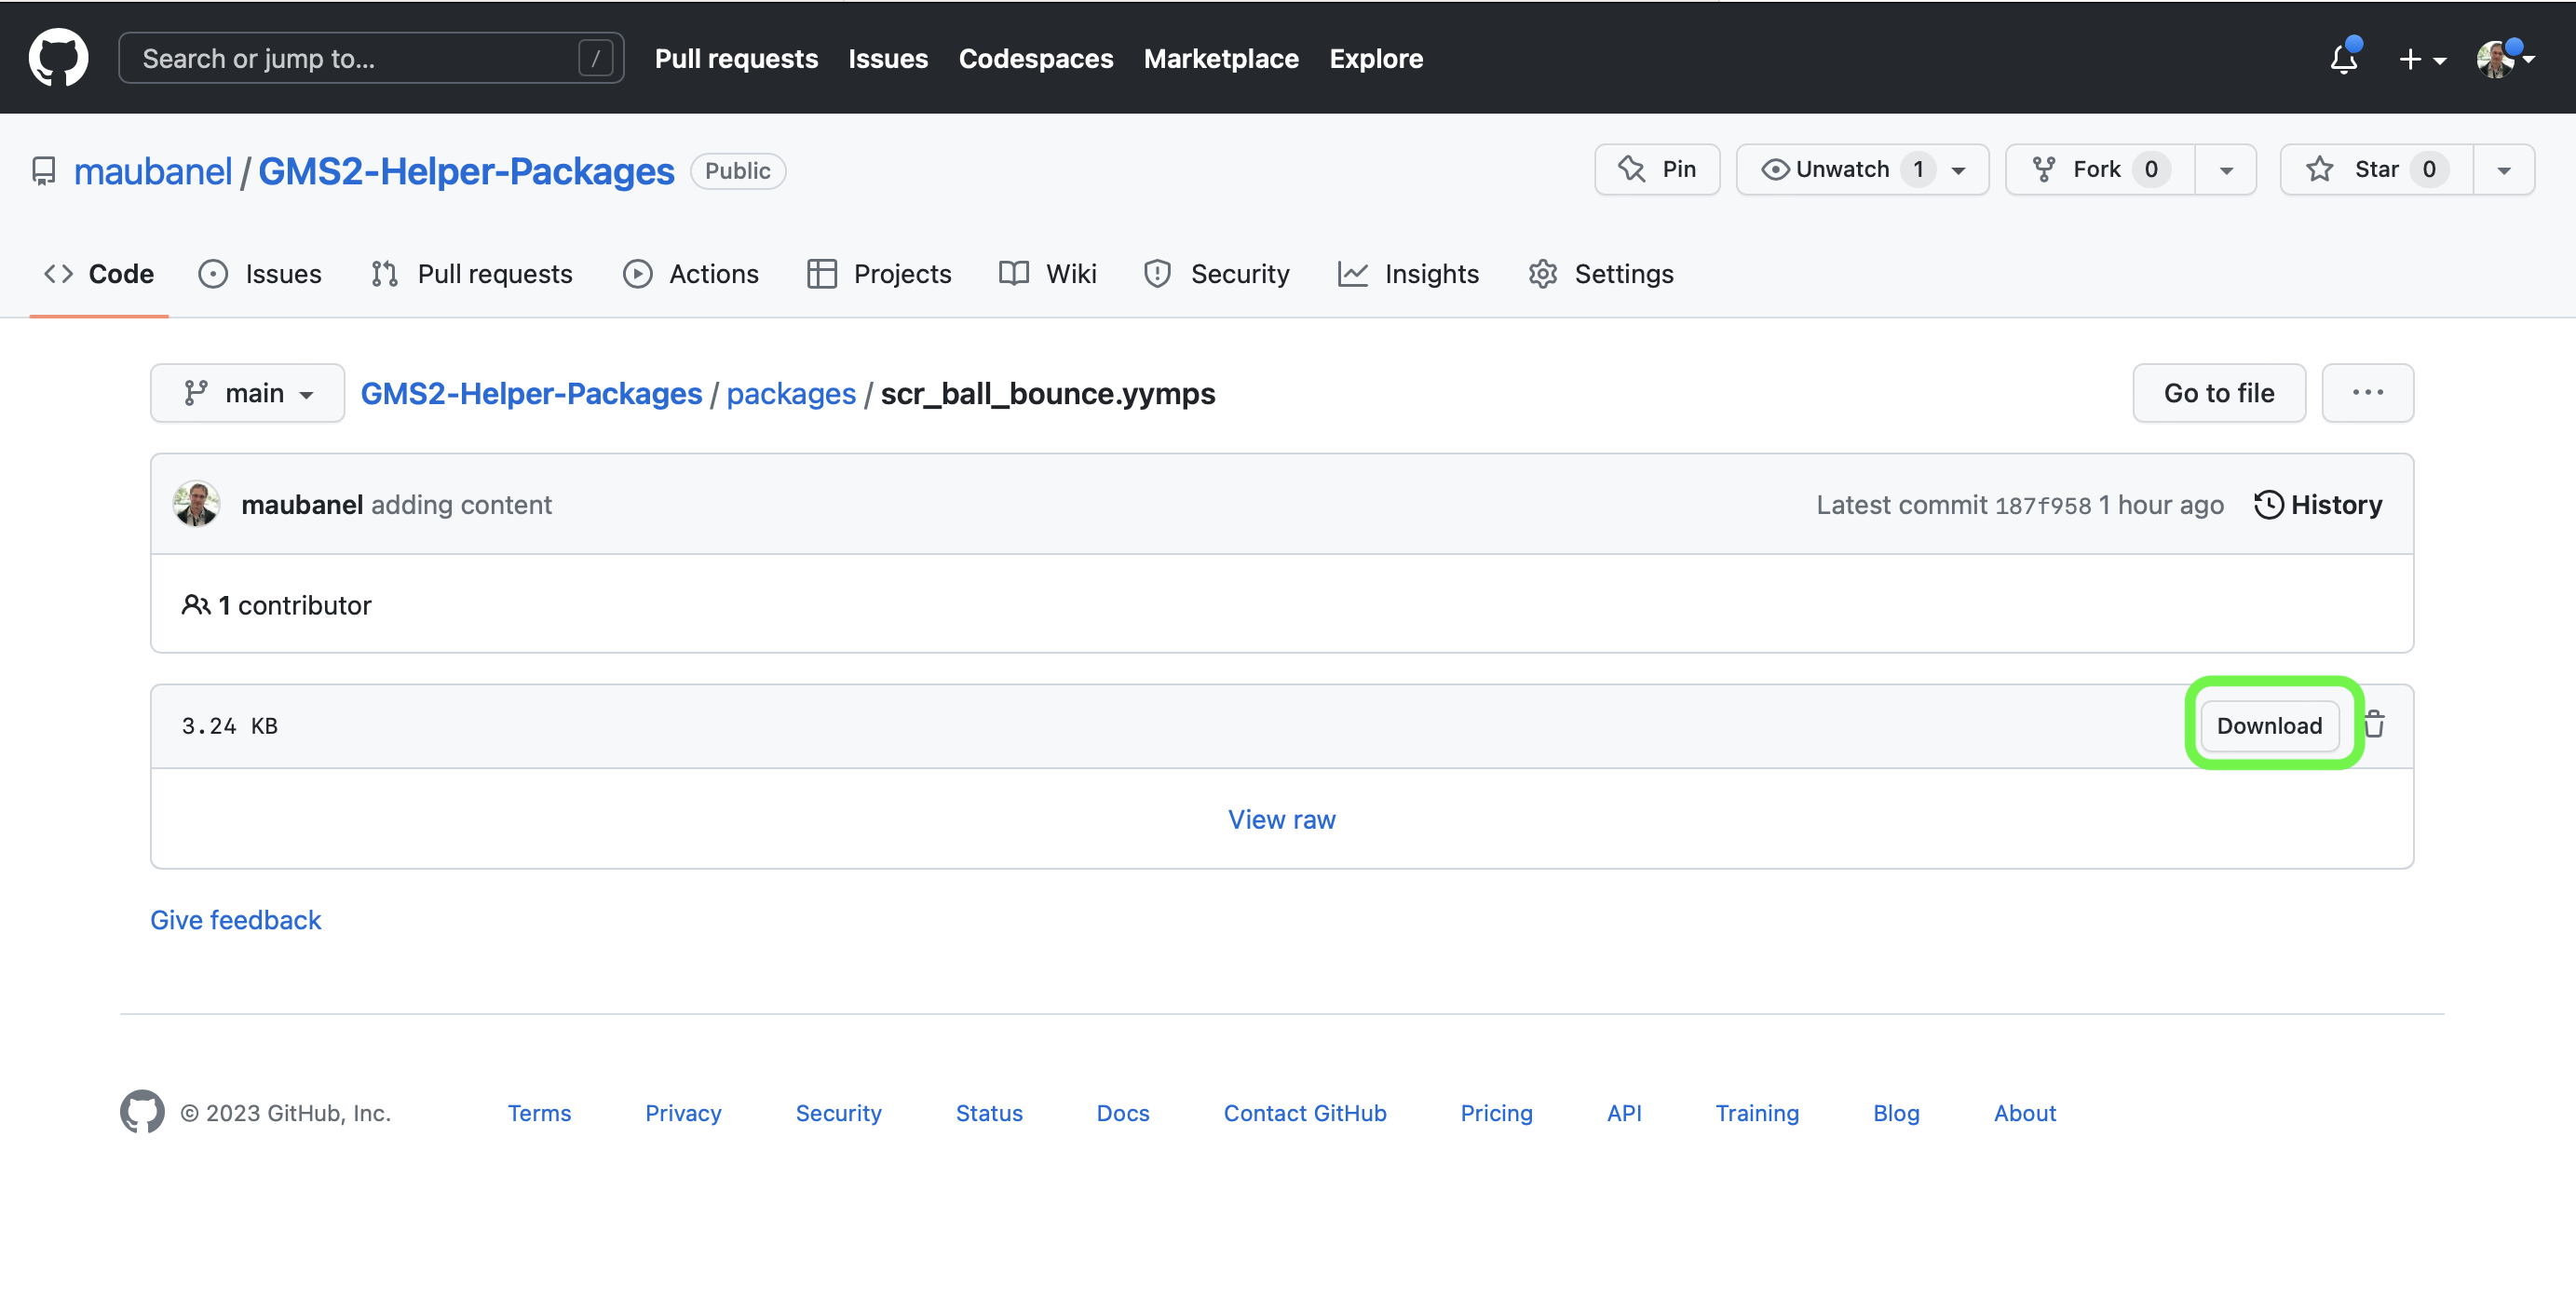 Search or jump to... / Pull requests Issues Codespaces Marketplace Explore
maubanel / GMS2-Helper-Packages Public Pin Unwatch 1 Fork 0 Star 0
Code Issues Pull requests Actions Projects Wiki Security Insights Settings
main GMS2-Helper-Packages / packages / scr_ball_bounce.yymps Go to file ...
maubanel adding content Latest commit 187f958 1 hour ago History
1 contributor
3.24 KB Download
View raw
Give feedback
© 2023 GitHub, Inc. Terms Privacy Security Status Docs Contact GitHub Pricing API Training Blog About